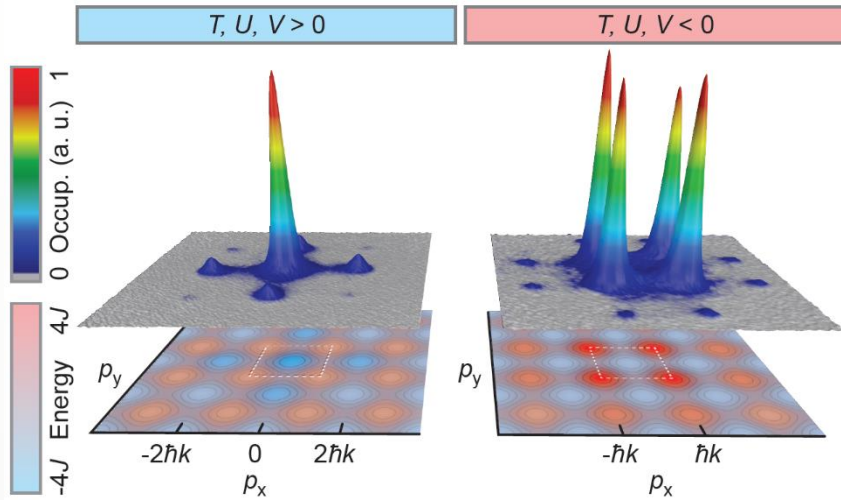 T, U, V > 0
T, U, V < 0
0 Occup. (a. u.) 1
-4J Energy 4J
p_y
-2ħk 0 2ħk
p_x
p_y
-ħk ħk
p_x